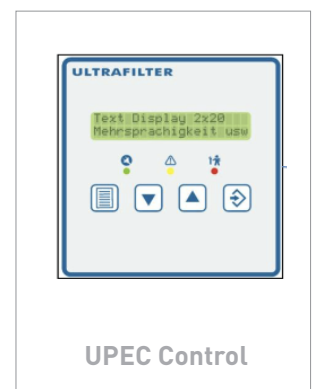 ULTRAFILTER
Text Display 2x20
Mehrsprachigkeit usw
UPEC Control